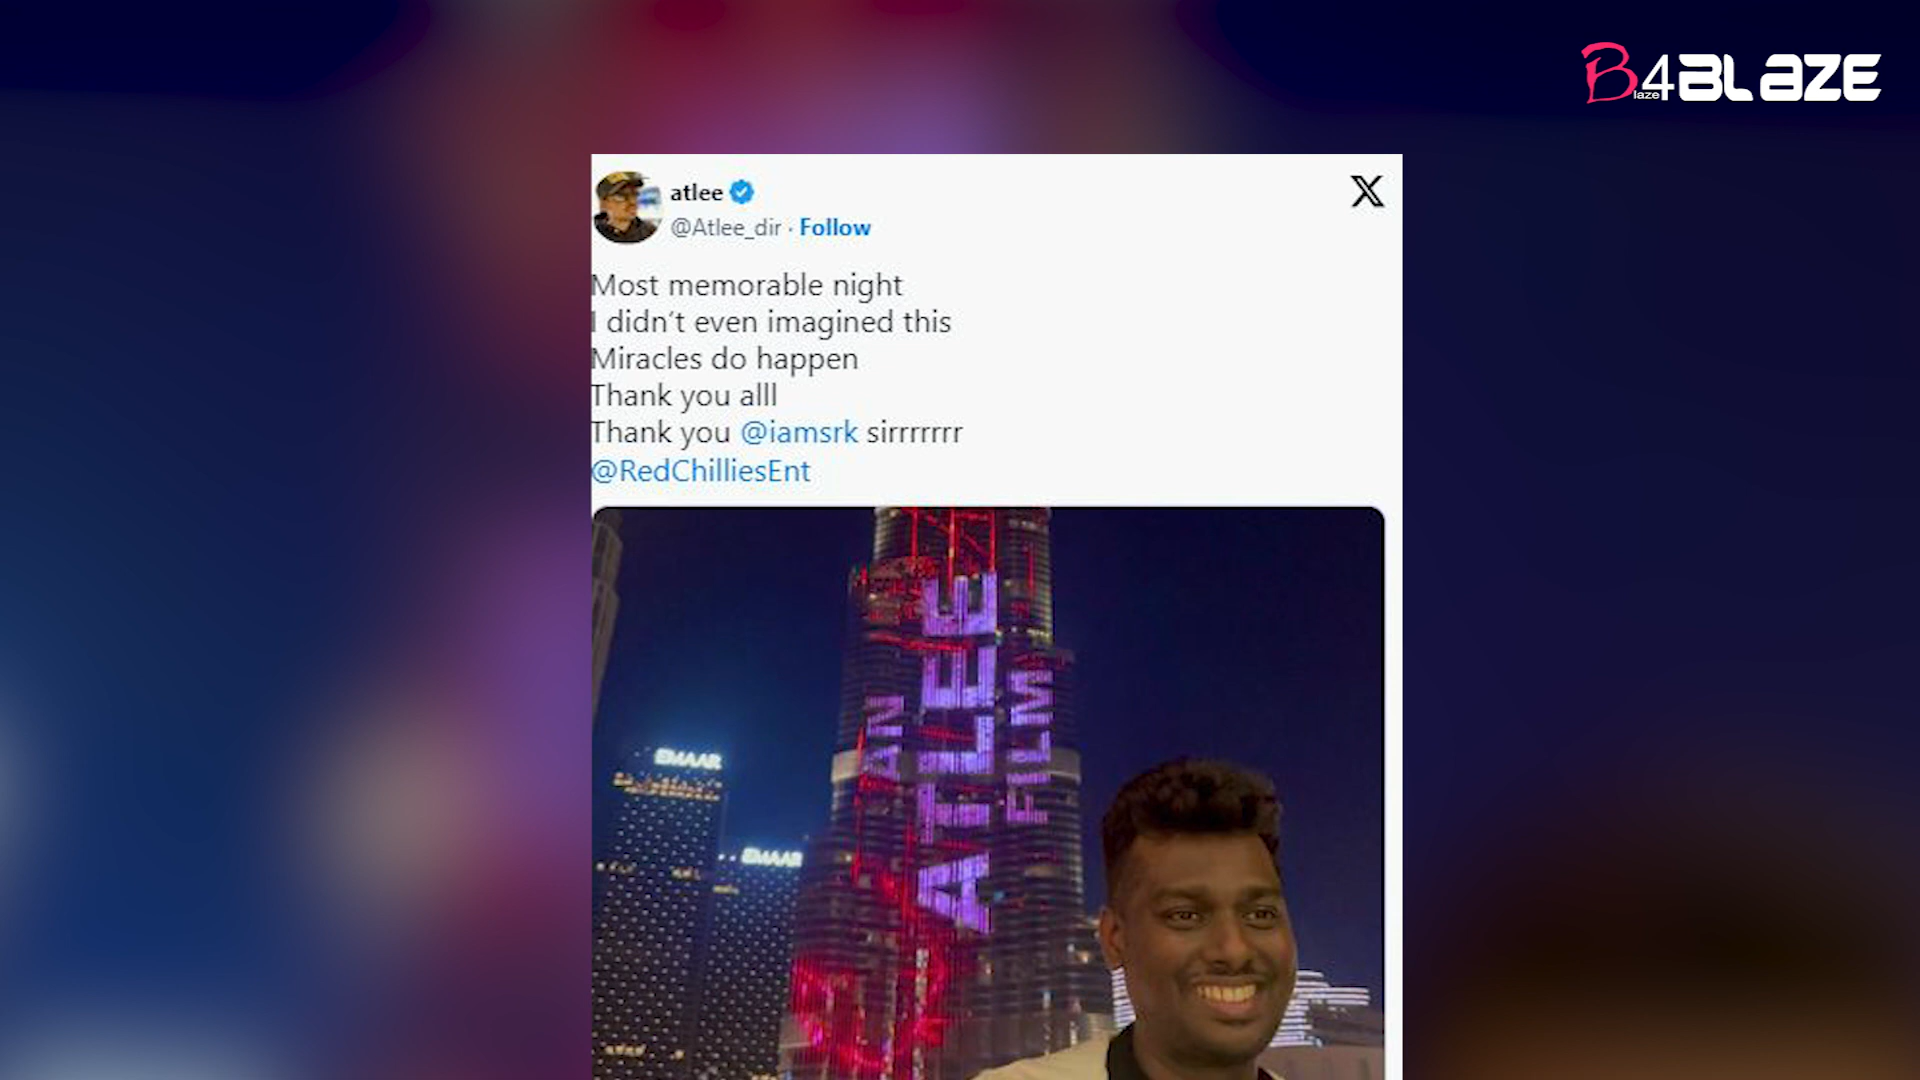 B4BLAZE
laze
atlee
@Atlee_dir · Follow
Most memorable night
I didn’t even imagined this
Miracles do happen
Thank you alll
Thank you @iamsrk sirrrrrrr
@RedChilliesEnt
AN
ATLEE
FILM
EMAAR
EMAAR